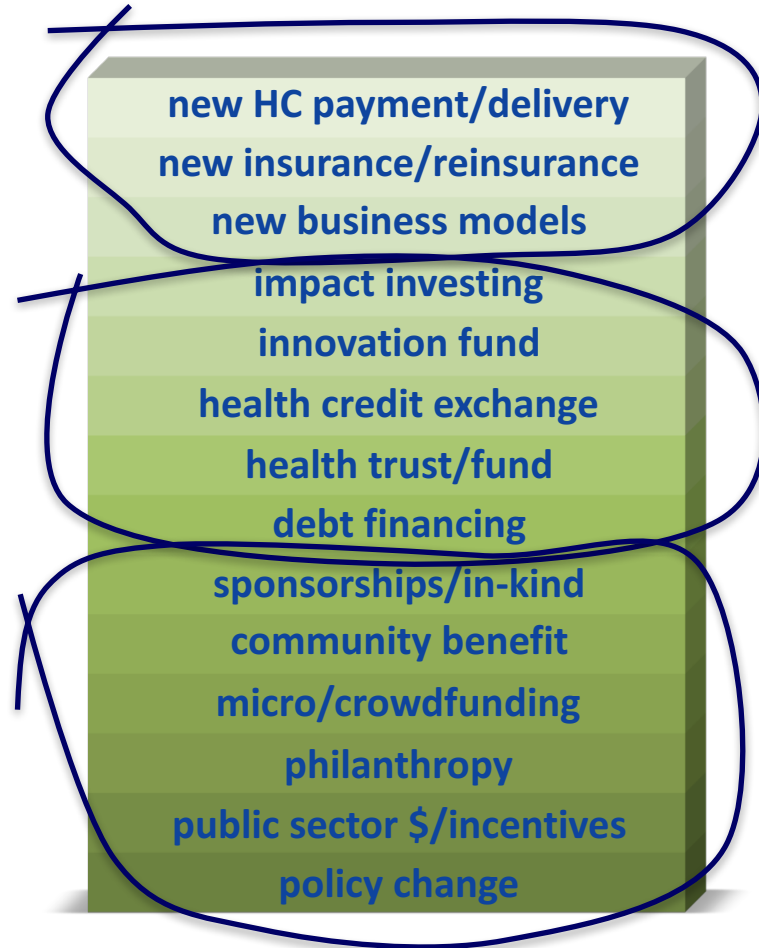 new HC payment/delivery
new insurance/reinsurance
new business models
impact investing
innovation fund
health credit exchange
health trust/fund
debt financing
sponsorships/in-kind
community benefit
micro/crowdfunding
philanthropy
public sector $/incentives
policy change